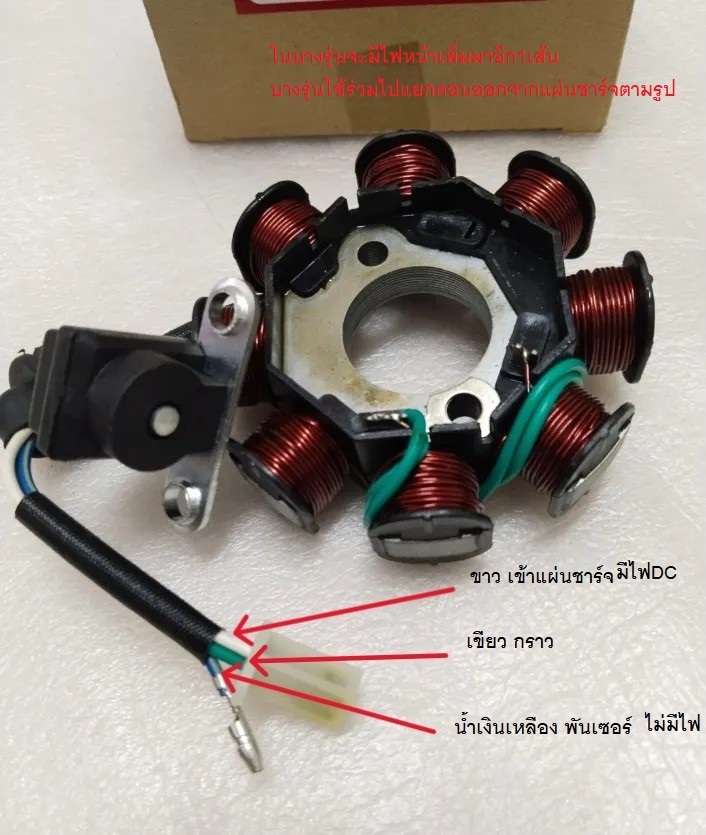 ในบางรุ่นจะมีไฟหน้าเพิ่มมาอีก1เส้น
บางรุ่นใช้ร่วมไปแยกตอนออกจากแผ่นชาร์จตามรูป
ขาว เข้าแผ่นชาร์จ มีไฟDC
เขียว กราว
น้ำเงินเหลือง พันเซอร์ ไม่มีไฟ